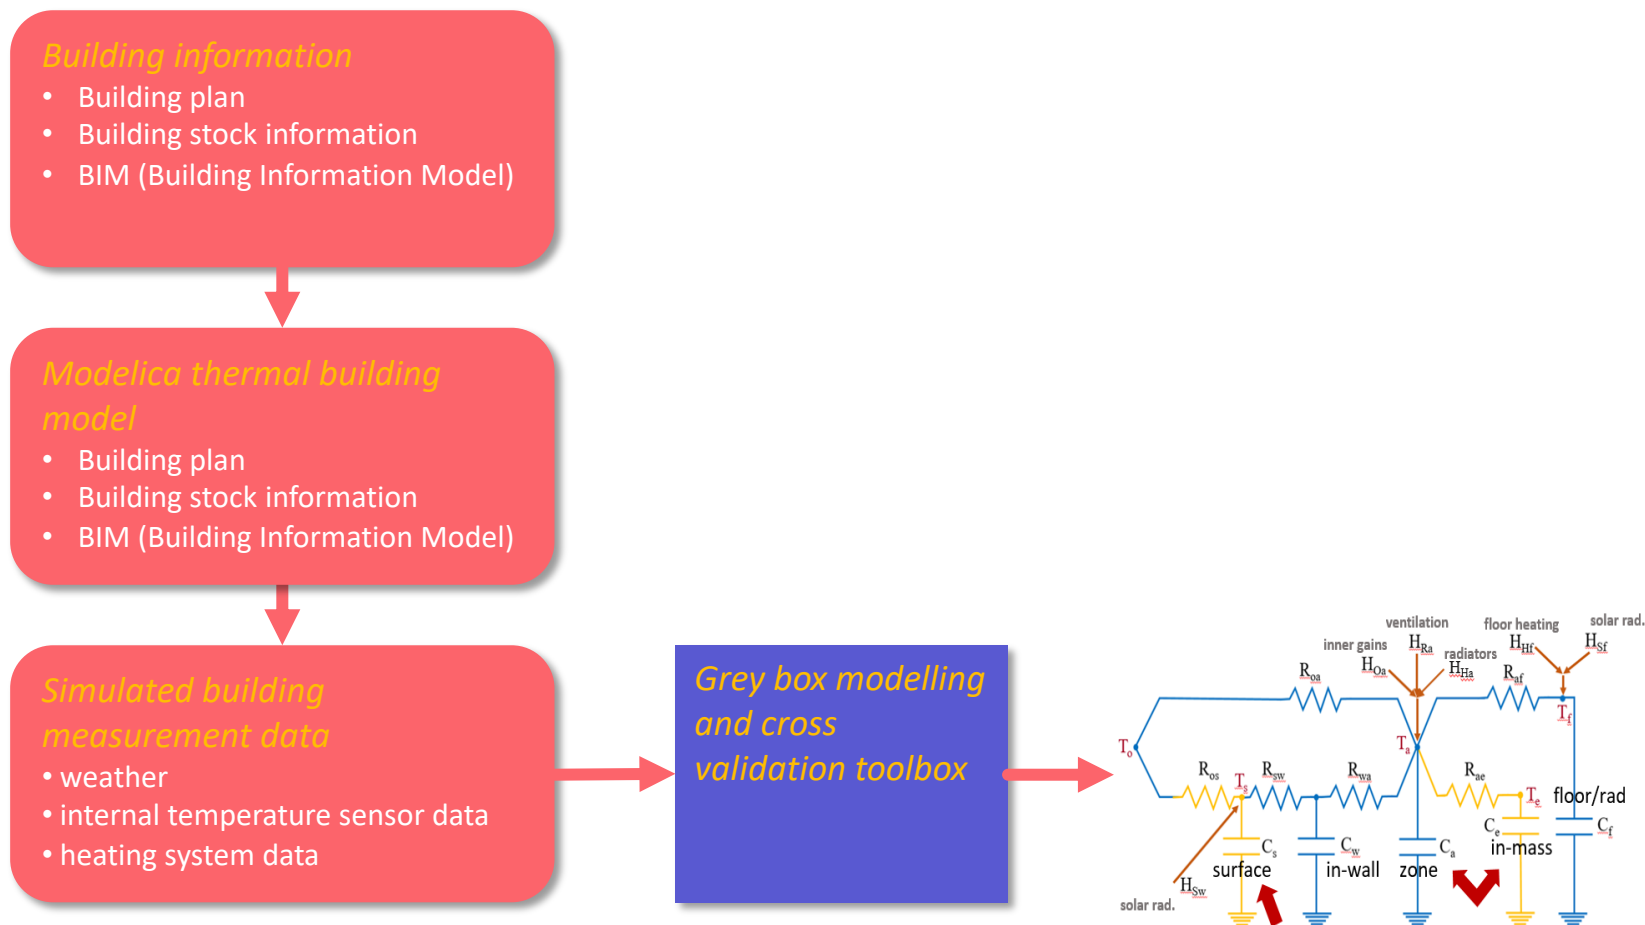 Building information
• Building plan
• Building stock information
• BIM (Building Information Model)
Modelica thermal building
model
• Building plan
• Building stock information
• BIM (Building Information Model)
Simulated building
measurement data
• weather
• internal temperature sensor data
• heating system data
Grey box modelling
and cross
validation toolbox
ventilation
floor heating
solar rad.
inner gains
H_Ra
H_Hf
H_Sf
radiators
H_Oa
H_Ha
R_oa
R_af
T_f
T_o
T_a
R_os
T_s
R_sw
R_wa
R_ae
T_e
floor/rad
C_s
C_w
C_a
C_e
C_f
in-mass
surface
in-wall
zone
H_Sw
solar rad.